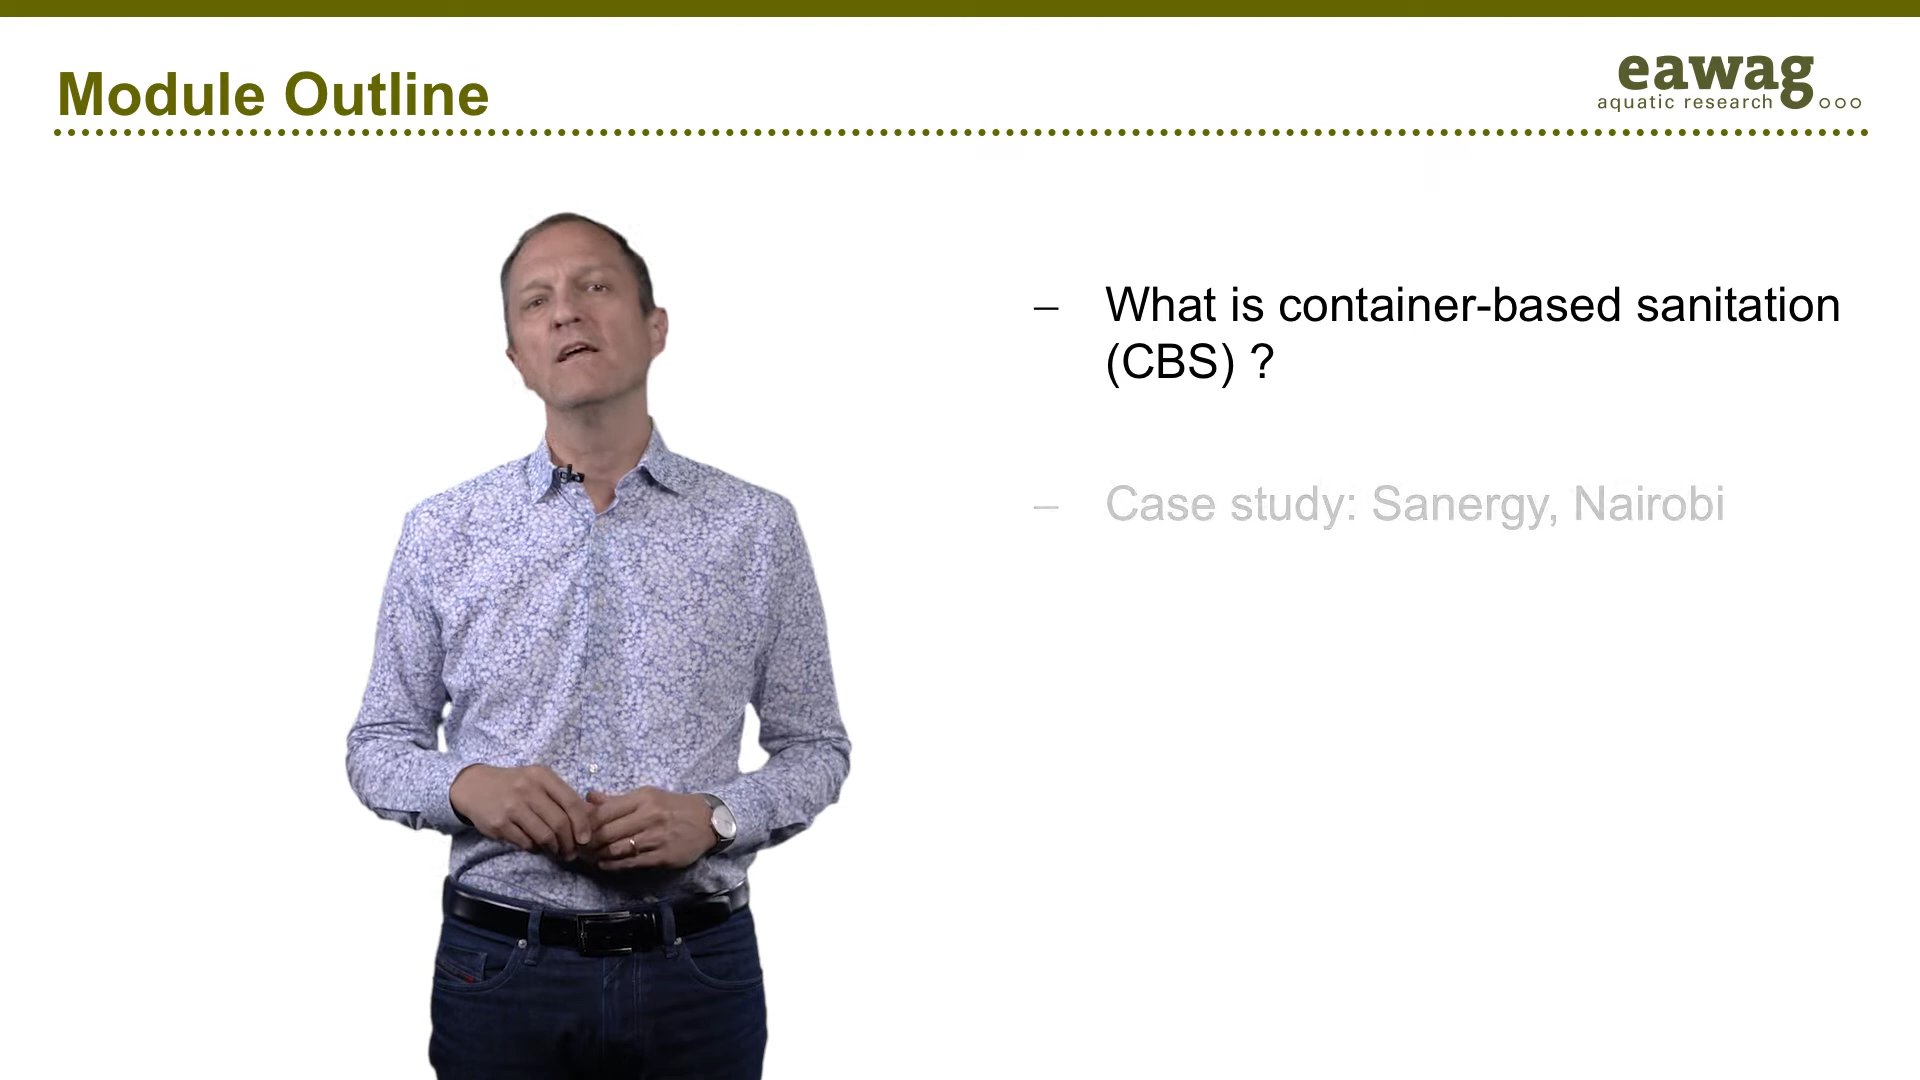 Module Outline
eawag
aquatic research
– What is container-based sanitation
(CBS) ?
– Case study: Sanergy, Nairobi